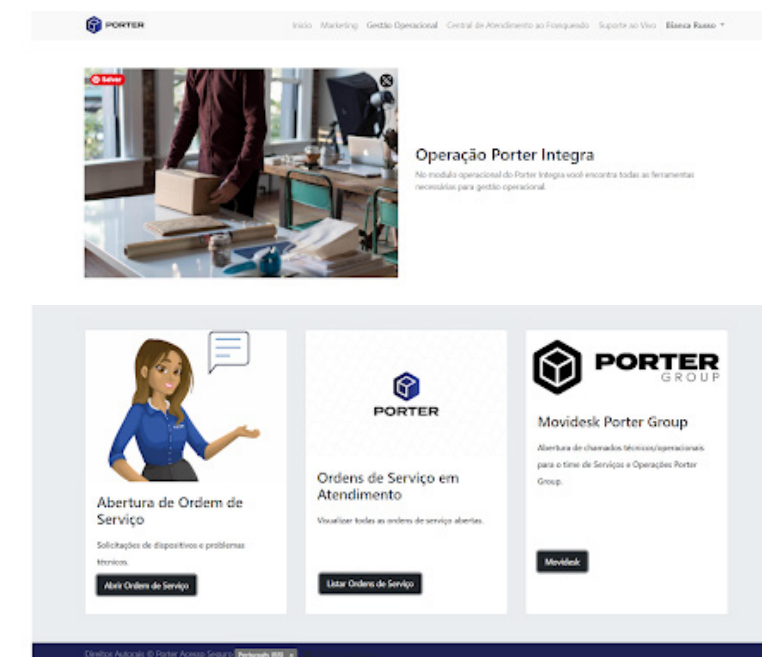 PORTER
Início Marketing Gestão Operacional Central de Atendimento ao Franqueado Suporte ao Vivo Bianca Russo
Salvar
Operação Porter Integra
No modulo operacional do Porter Integra você encontra todas as ferramentas
necessárias para gestão operacional.
Abertura de Ordem de
Serviço
Solicitações de dispositivos e problemas
técnicos.
Abrir Ordem de Serviço
PORTER
Ordens de Serviço em
Atendimento
Visualizar todas as ordens de serviço abertas.
Listar Ordens de Serviço
PORTER
GROUP
Movidesk Porter Group
Abertura de chamados técnicos/operacionais
para o time de Serviços e Operações Porter
Group.
Movidesk
Direitos Autorais © Porter Acesso Seguro